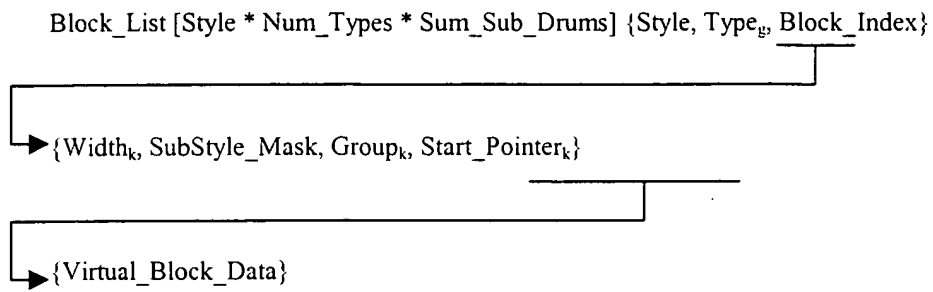 Block_List [Style * Num_Types * Sum_Sub_Drums] {Style, Typeg, Block_Index}
{Widthk, SubStyle_Mask, Groupk, Start_Pointerk}
{Virtual_Block_Data}